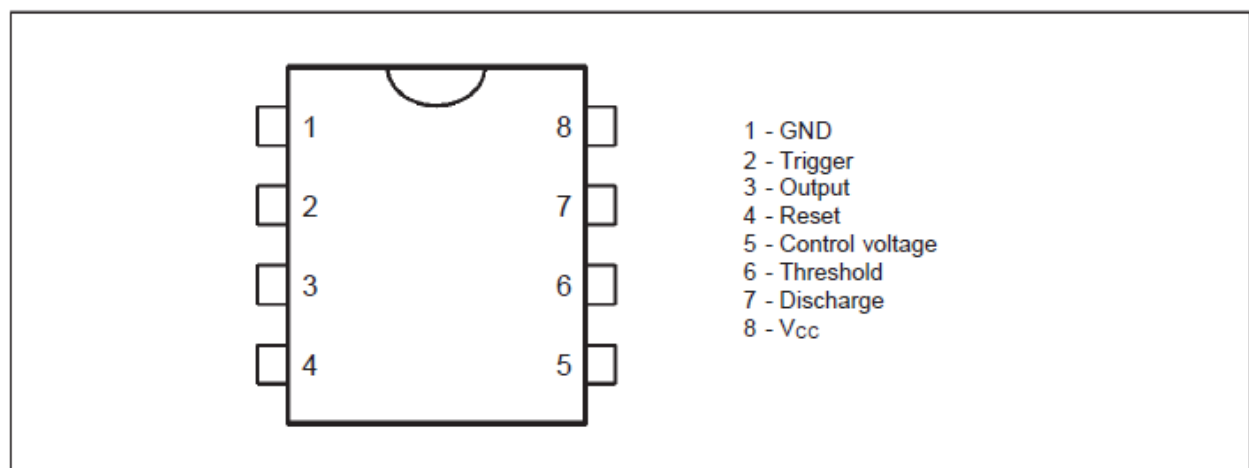 1 8
2 7
3 6
4 5
1 - GND
2 - Trigger
3 - Output
4 - Reset
5 - Control voltage
6 - Threshold
7 - Discharge
8 - VCC